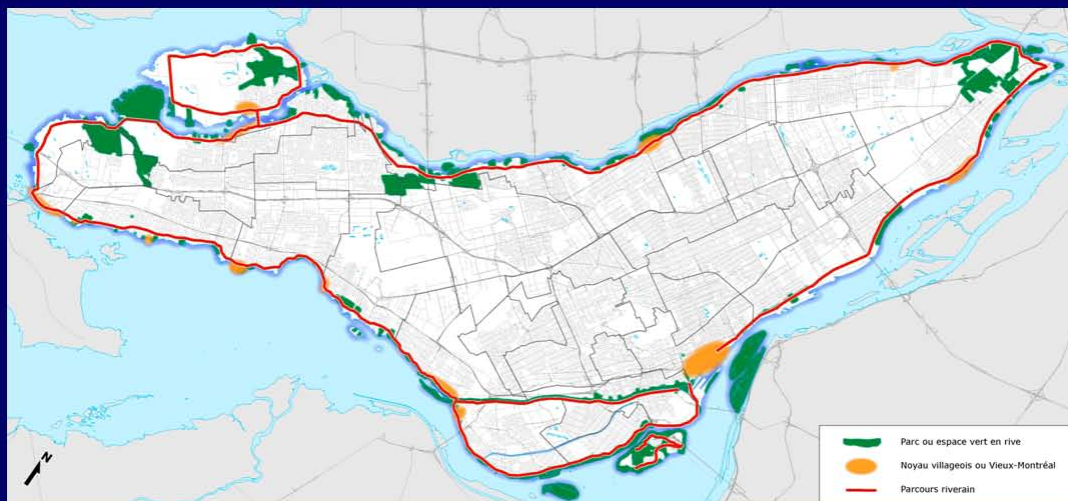 N
Parc ou espace vert en rive
Noyau villageois ou Vieux-Montréal
Parcours riverain